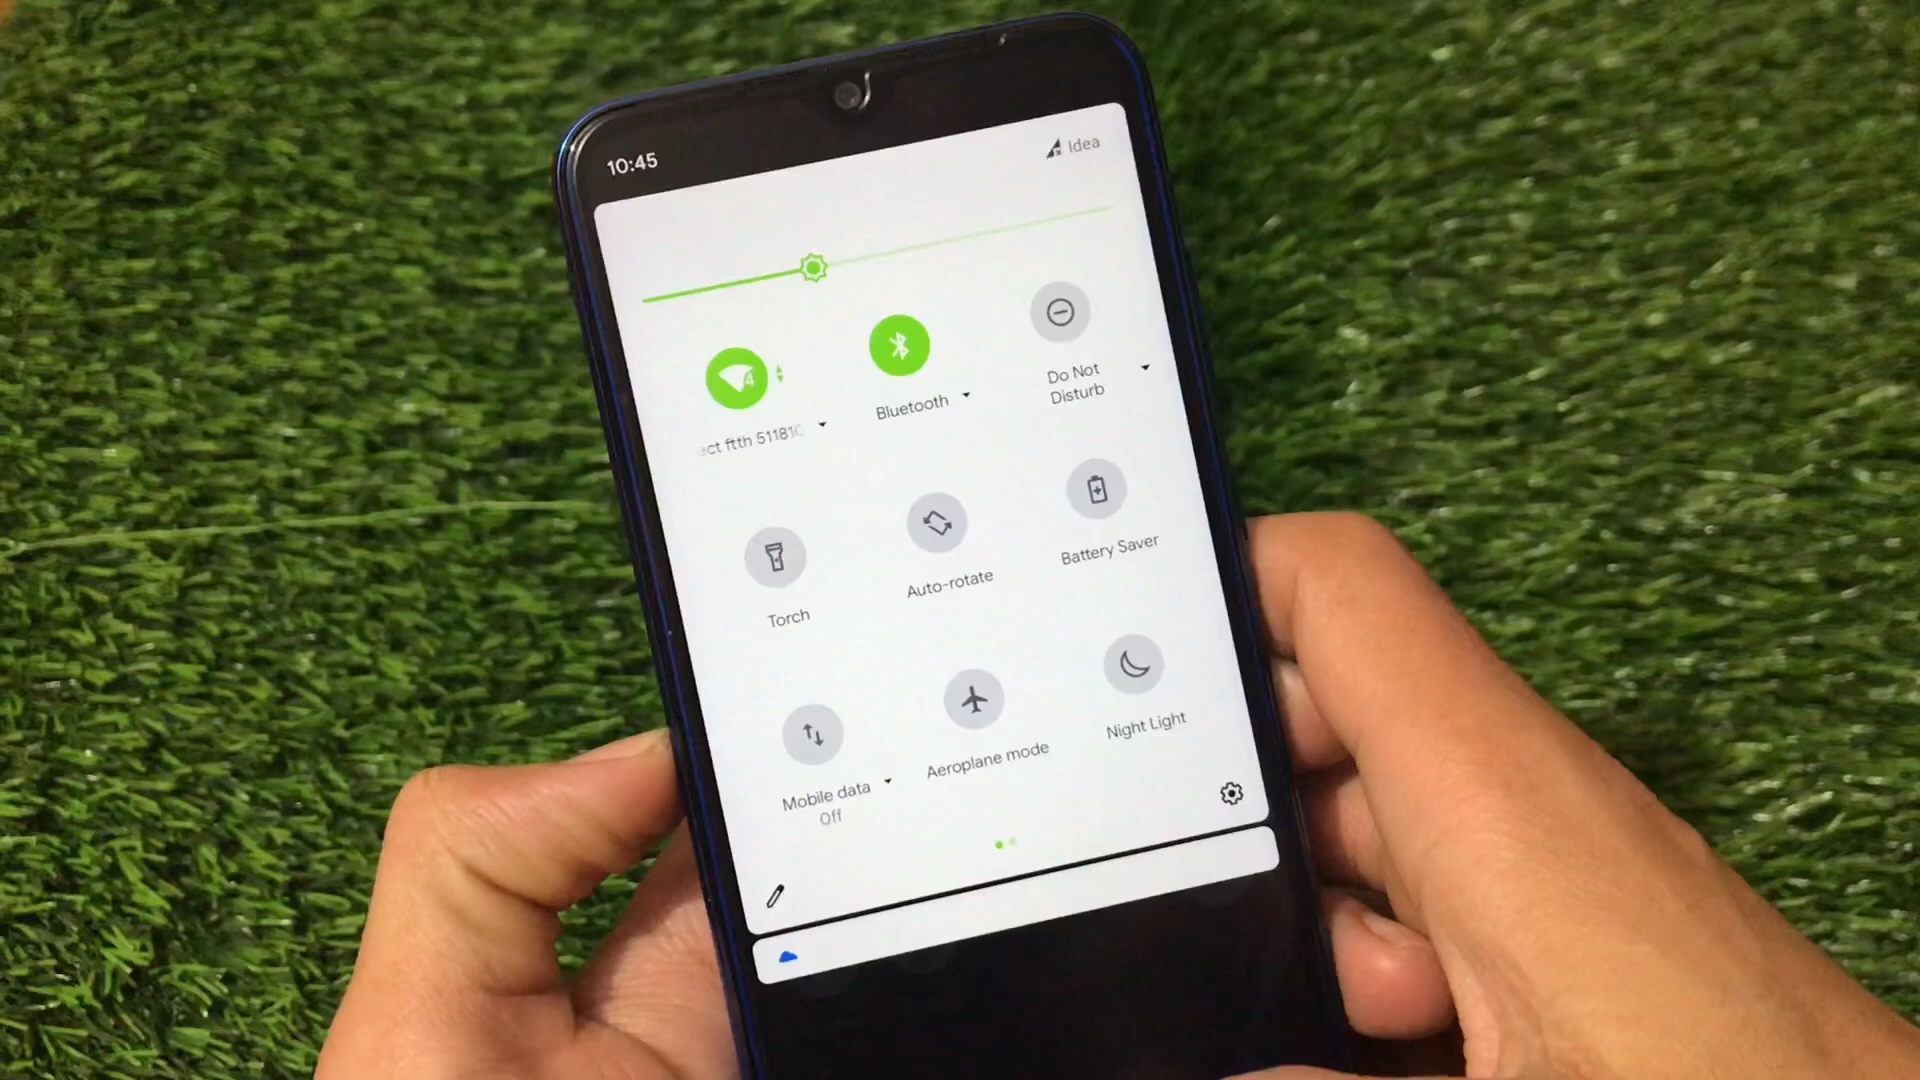 10:45
Idea
ect ftth 511810
Bluetooth
Do Not
Disturb
Torch
Auto-rotate
Battery Saver
Mobile data
Off
Aeroplane mode
Night Light